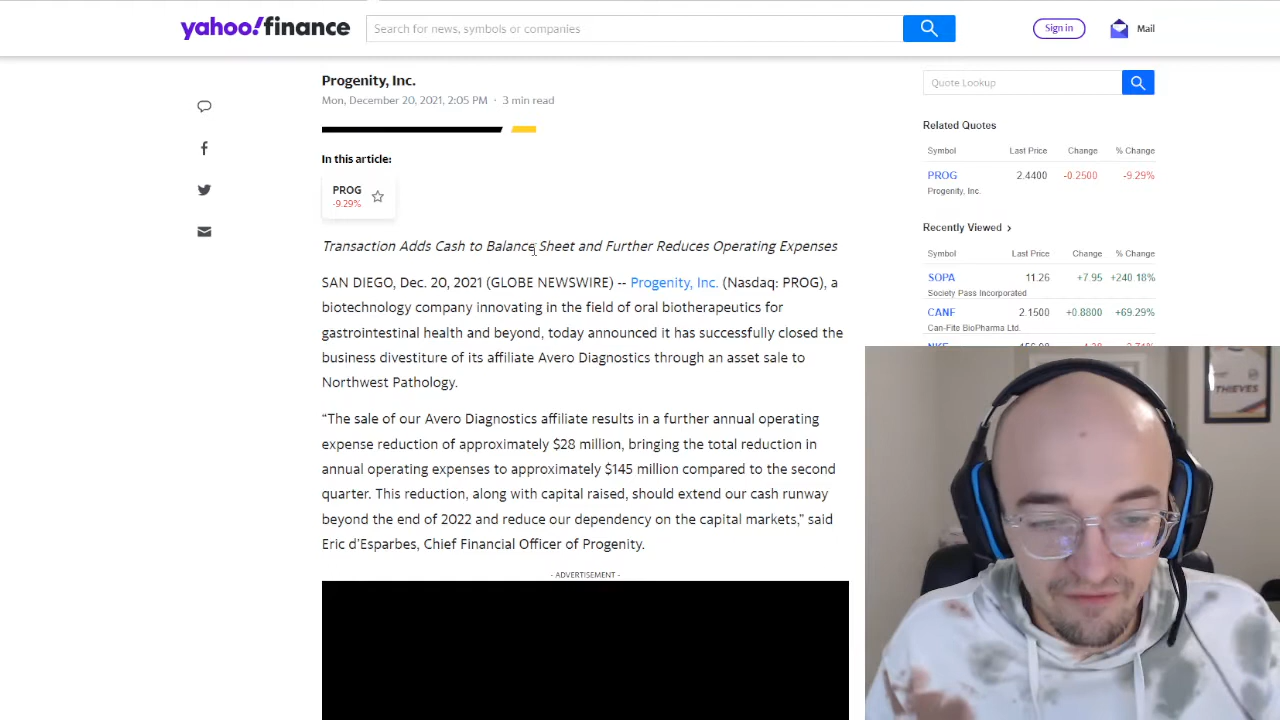 yahoo!finance
Search for news, symbols or companies
Sign in
Mail
Progenity, Inc.
Mon, December 20, 2021, 2:05 PM · 3 min read
In this article:
PROG
-9.29%
Transaction Adds Cash to Balance Sheet and Further Reduces Operating Expenses
SAN DIEGO, Dec. 20, 2021 (GLOBE NEWSWIRE) -- Progenity, Inc. (Nasdaq: PROG), a
biotechnology company innovating in the field of oral biotherapeutics for
gastrointestinal health and beyond, today announced it has successfully closed the
business divestiture of its affiliate Avero Diagnostics through an asset sale to
Northwest Pathology.
“The sale of our Avero Diagnostics affiliate results in a further annual operating
expense reduction of approximately $28 million, bringing the total reduction in
annual operating expenses to approximately $145 million compared to the second
quarter. This reduction, along with capital raised, should extend our cash runway
beyond the end of 2022 and reduce our dependency on the capital markets,” said
Eric d’Esparbes, Chief Financial Officer of Progenity.
- ADVERTISEMENT -
Quote Lookup
Related Quotes
Symbol Last Price Change % Change
PROG 2.4400 -0.2500 -9.29%
Progenity, Inc.
Recently Viewed >
Symbol Last Price Change % Change
SOPA 11.26 +7.95 +240.18%
Society Pass Incorporated
CANF 2.1500 +0.8800 +69.29%
Can-Fite BioPharma Ltd.
THIEVES